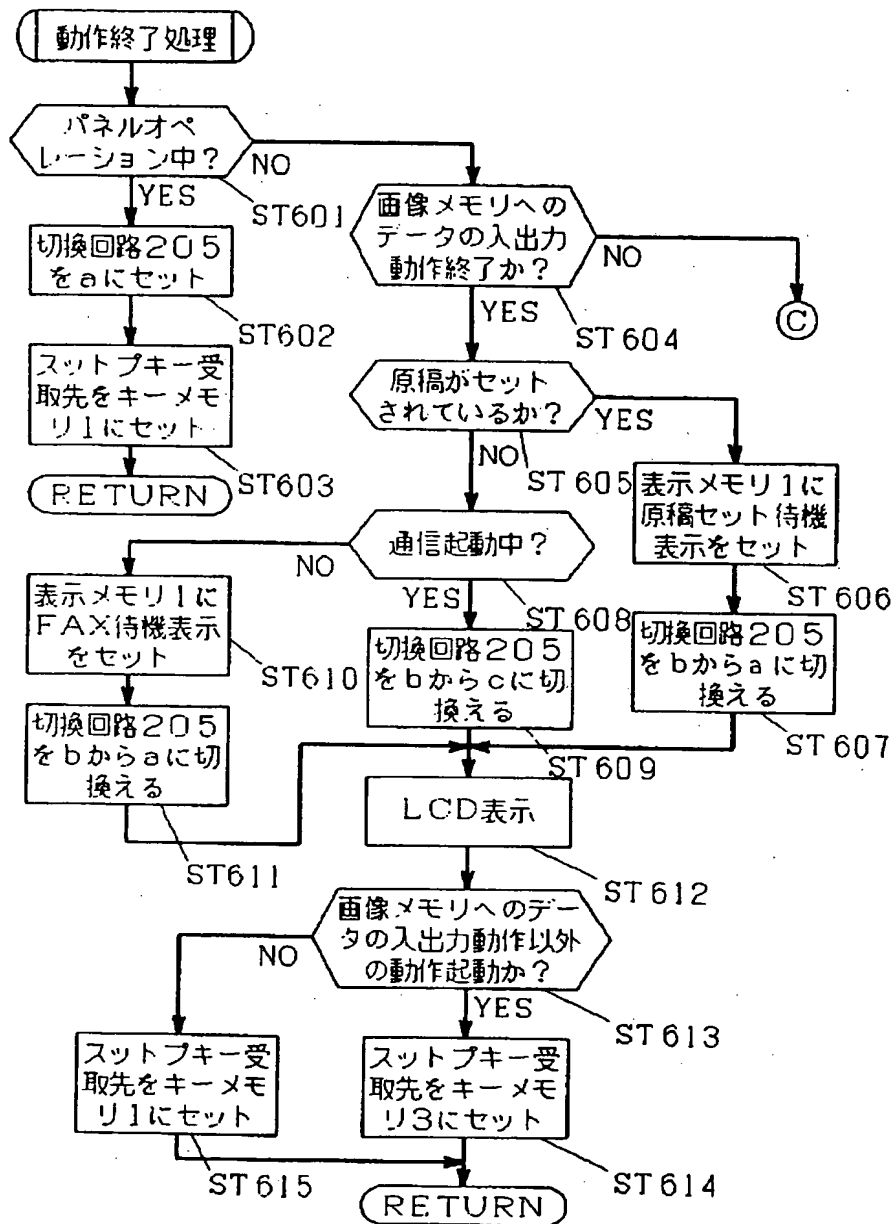 動作終了処理
パネルオペ
レーション中？
NO
YES
ST601
切換回路205
をaにセット
ST602
スットプキー受
取先をキーメモ
リ1にセット
ST603
RETURN
画像メモリへの
データの入出力
動作終了か？
NO
YES
ST604
C
原稿がセット
されているか？
YES
NO
ST605
表示メモリ1に
原稿セット待機
表示をセット
ST606
切換回路205
をbからaに切
換える
ST607
通信起動中？
NO
YES
ST608
切換回路205
をbからcに切
換える
ST609
表示メモリ1に
FAX待機表示
をセット
ST610
切換回路205
をbからaに切
換える
ST611
LCD表示
ST612
画像メモリへのデー
タの入出力動作以外
の動作起動か？
NO
YES
ST613
スットプキー受
取先をキーメモ
リ3にセット
ST614
スットプキー受
取先をキーメモ
リ1にセット
ST615
RETURN